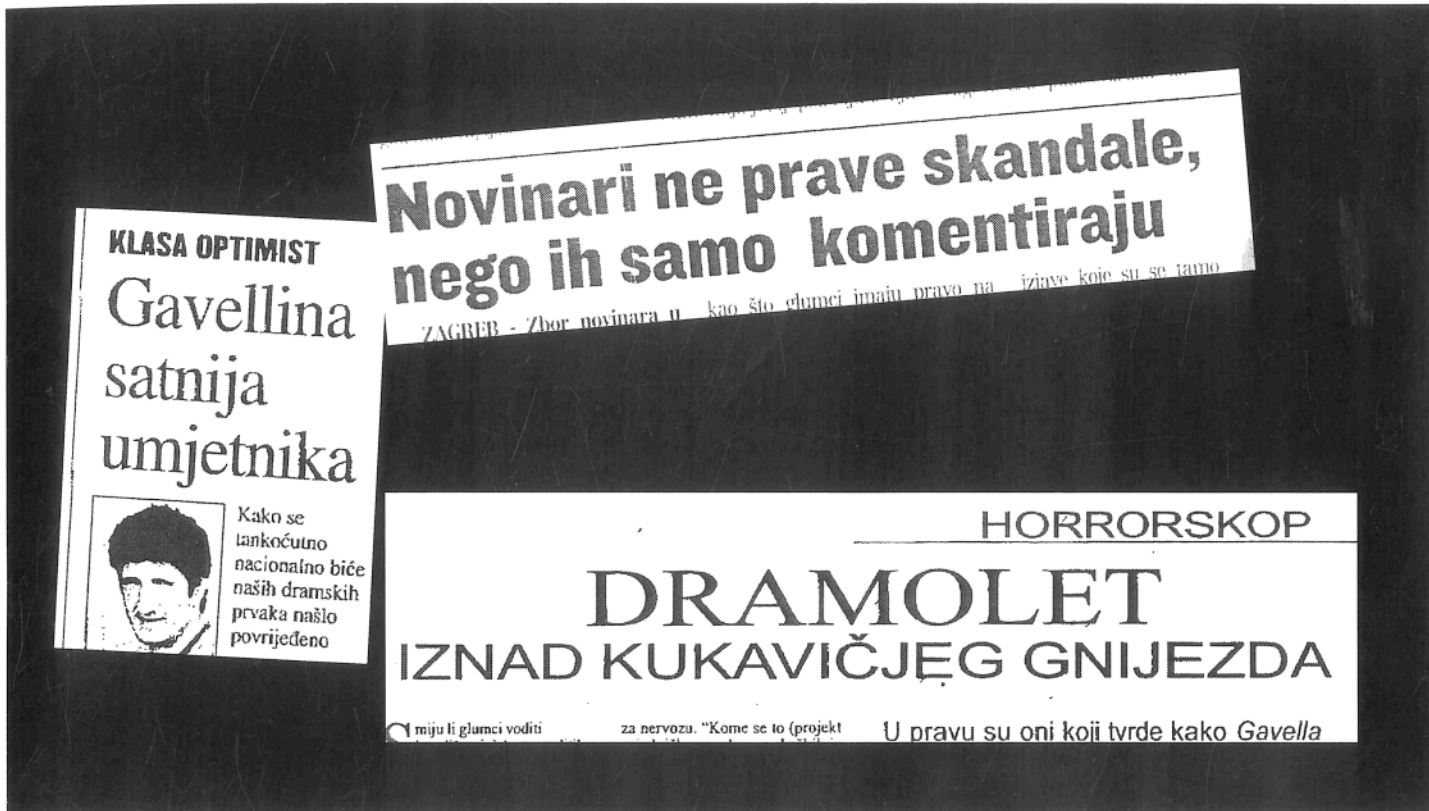 Novinari ne prave skandale,
nego ih samo komentiraju
ZAGREB - Zbor novinara u
kao što glumci imaju pravo na
izjave koje su se tamo
KLASA OPTIMIST
Gavellina
satnija
umjetnika
Kako se
tankoćutno
nacionalno biće
naših dramskih
prvaka našlo
povrijeđeno
HORRORSKOP
DRAMOLET
IZNAD KUKAVIČJEG GNIJEZDA
Smiju li glumci voditi
za nervozu. “Kome se to (projekt
U pravu su oni koji tvrde kako Gavella